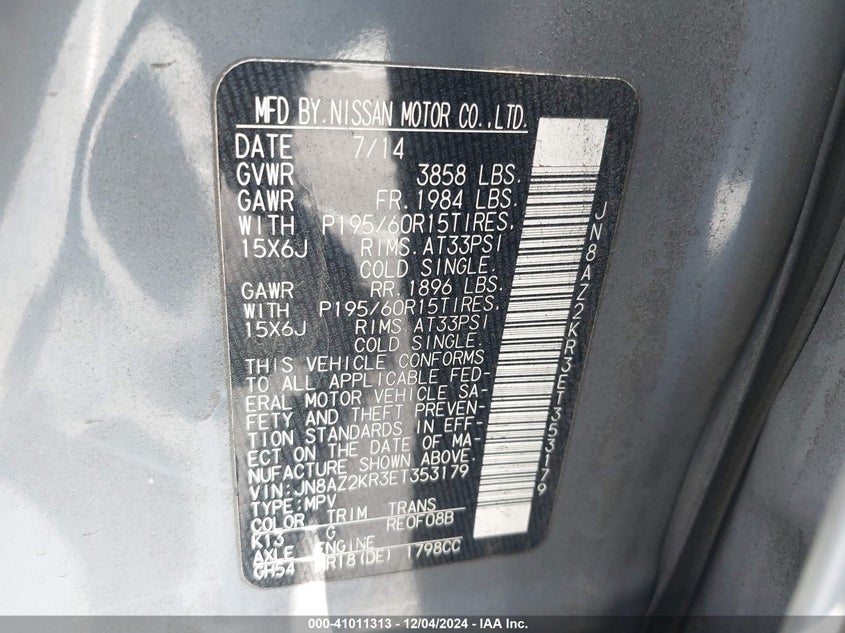 MFD BY.NISSAN MOTOR CO.,LTD.
DATE 7/14
GVWR 3858 LBS.
GAWR FR.1984 LBS.
WITH P195/60R15TIRES,
15X6J RIMS.AT33PSI
COLD SINGLE.
GAWR RR.1896 LBS.
WITH P195/60R15TIRES,
15X6J RIMS.AT33PSI
COLD SINGLE.
THIS VEHICLE CONFORMS
TO ALL APPLICABLE FED-
ERAL MOTOR VEHICLE SA-
FETY AND THEFT PREVEN-
TION STANDARDS IN EFF-
ECT ON THE DATE OF MA-
NUFACTURE SHOWN ABOVE.
VIN:JN8AZ2KR3ET353179
TYPE:MPV
COLOR TRIM TRANS
K13 G RE0F08B
AXLE ENGINE
GH54 MRT8(DE) 1798CC
JN8AZ2KR3ET353179
000-41011313 - 12/04/2024 - IAA Inc.